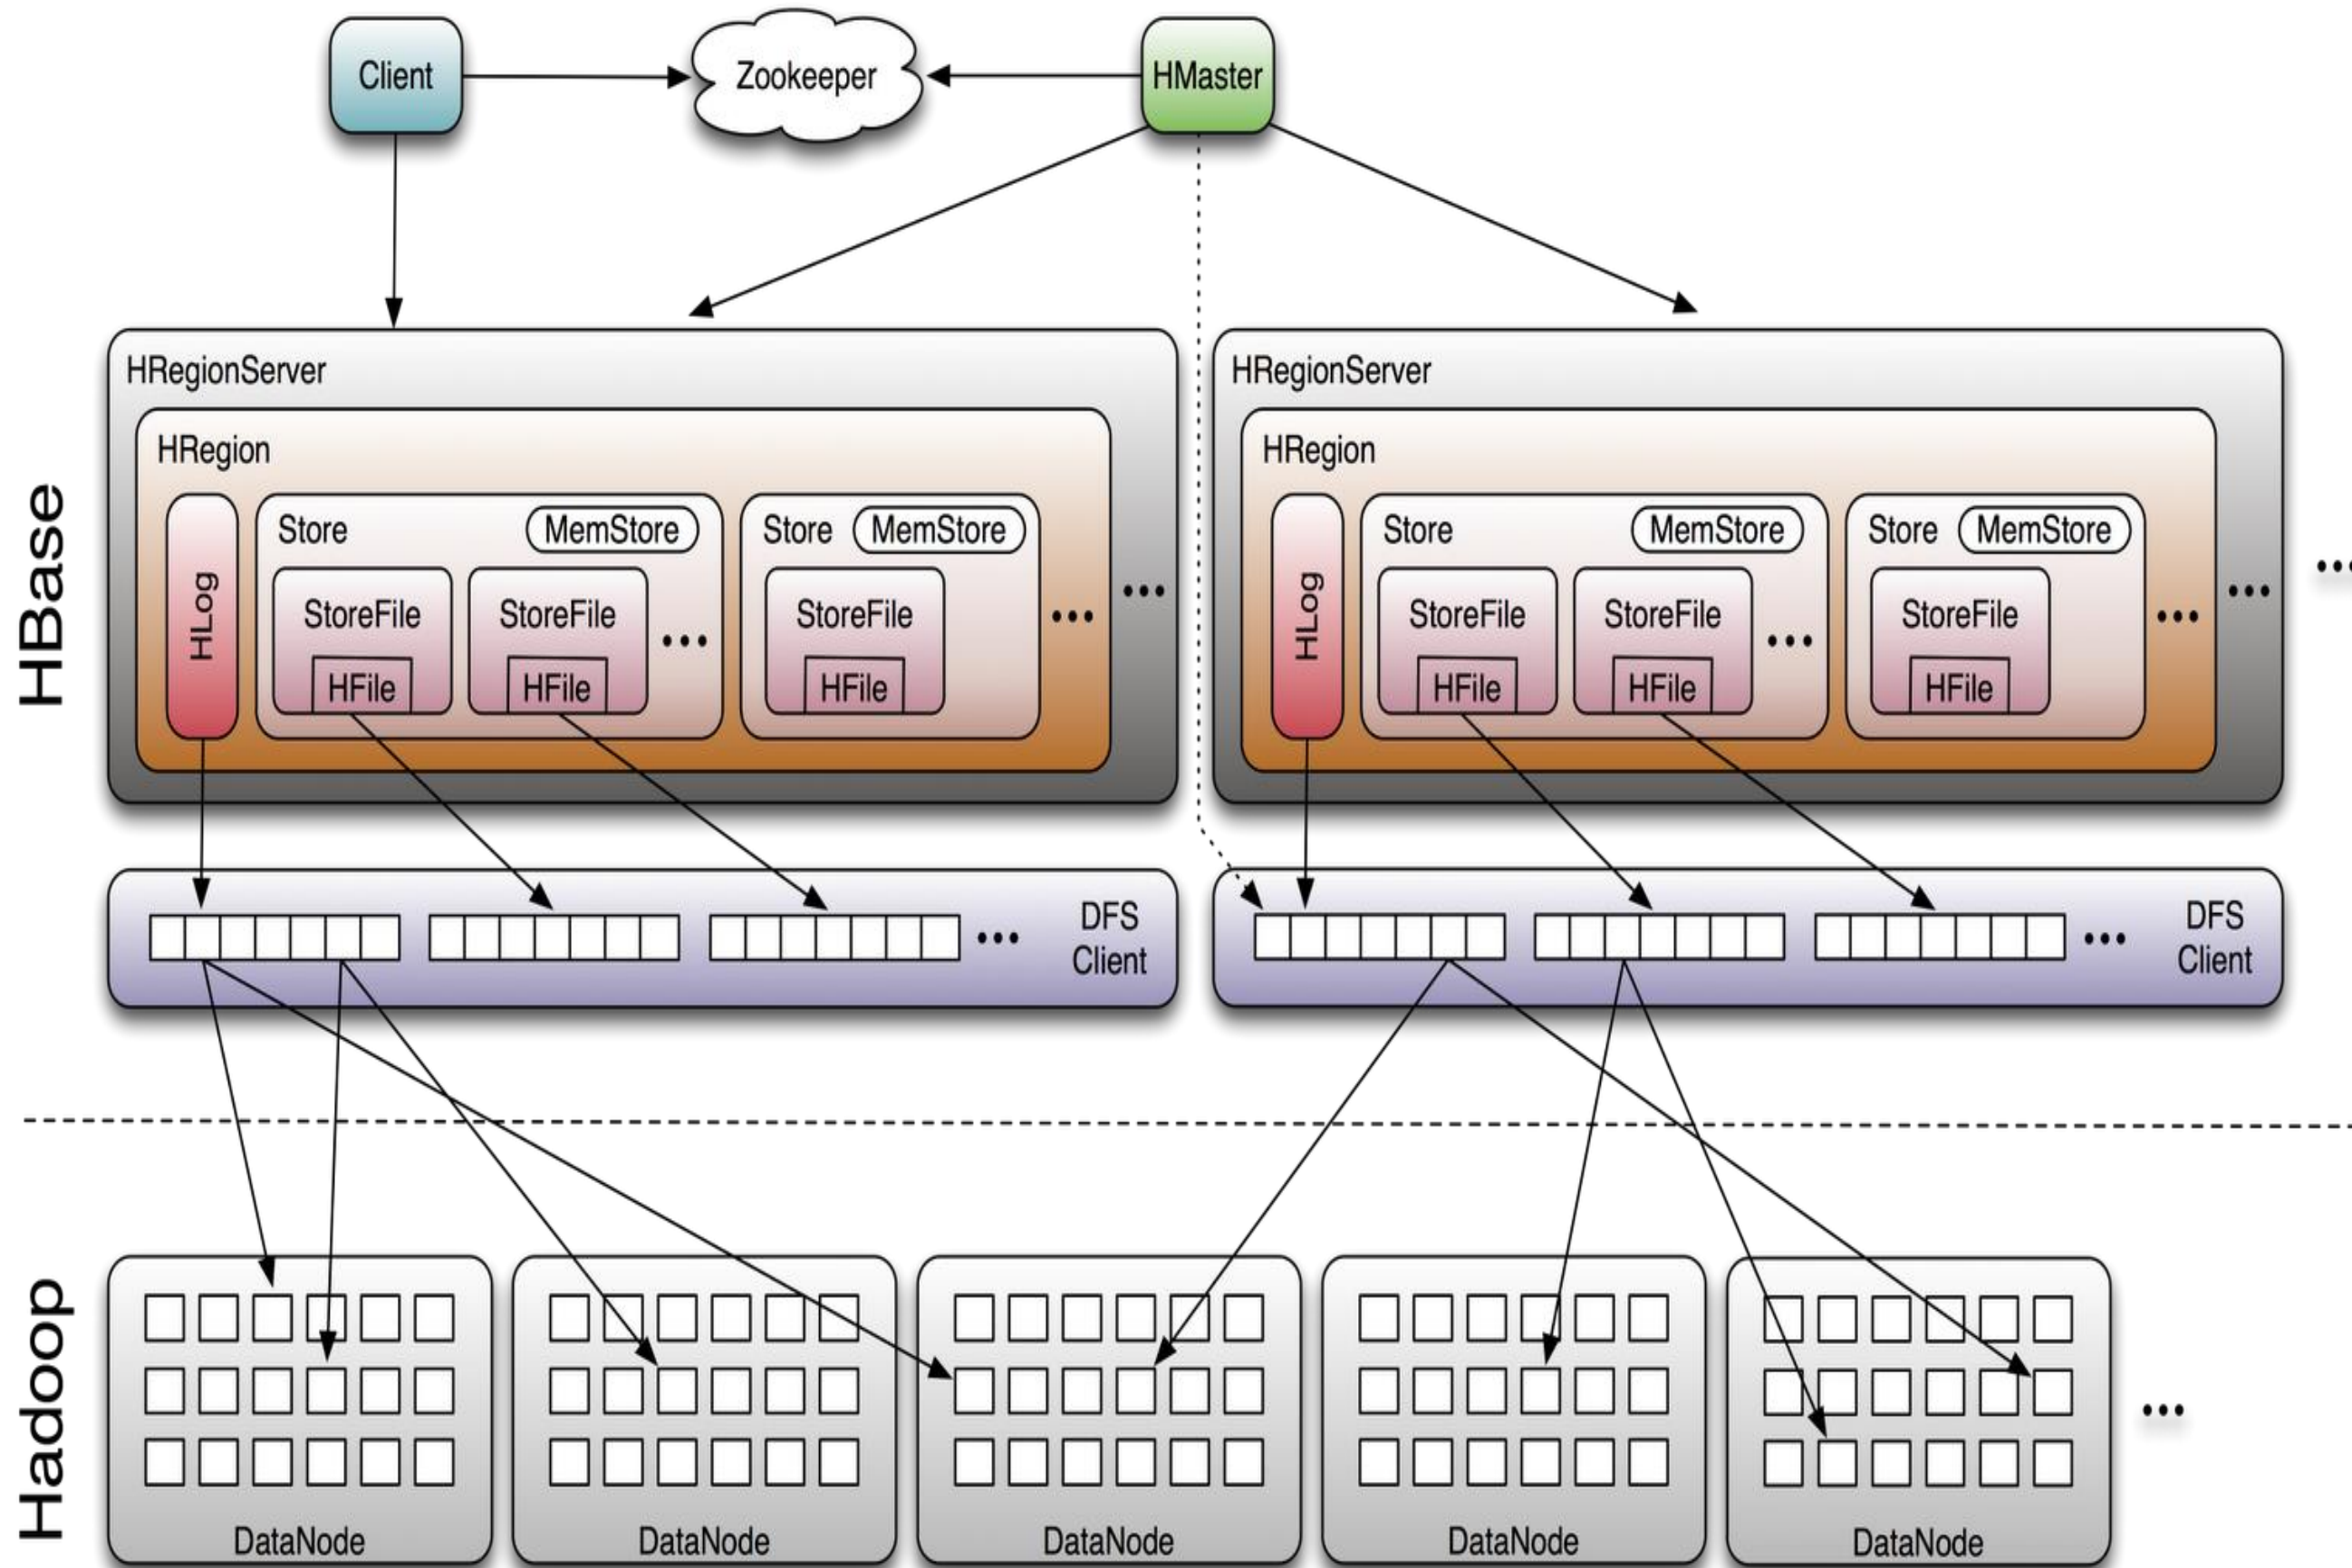 Client
Zookeeper
HMaster
HBase
HRegionServer
HRegion
HLog
Store
MemStore
StoreFile
HFile
StoreFile
HFile
...
Store
MemStore
StoreFile
HFile
...
...
HRegionServer
HRegion
HLog
Store
MemStore
StoreFile
HFile
StoreFile
HFile
...
Store
MemStore
StoreFile
HFile
...
...
...
...
DFS
Client
...
DFS
Client
Hadoop
DataNode
DataNode
DataNode
DataNode
DataNode
...